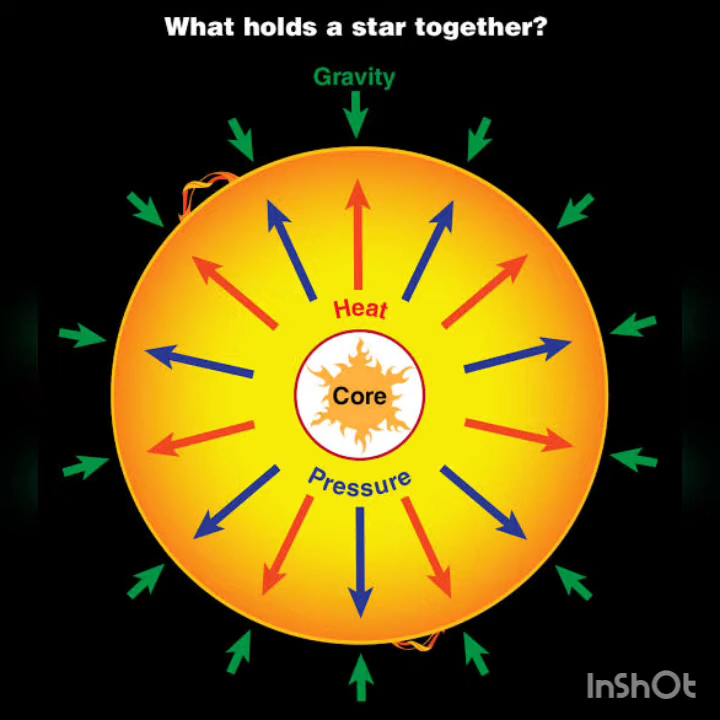 What holds a star together?
Gravity
Heat
Core
Pressure
InShOt